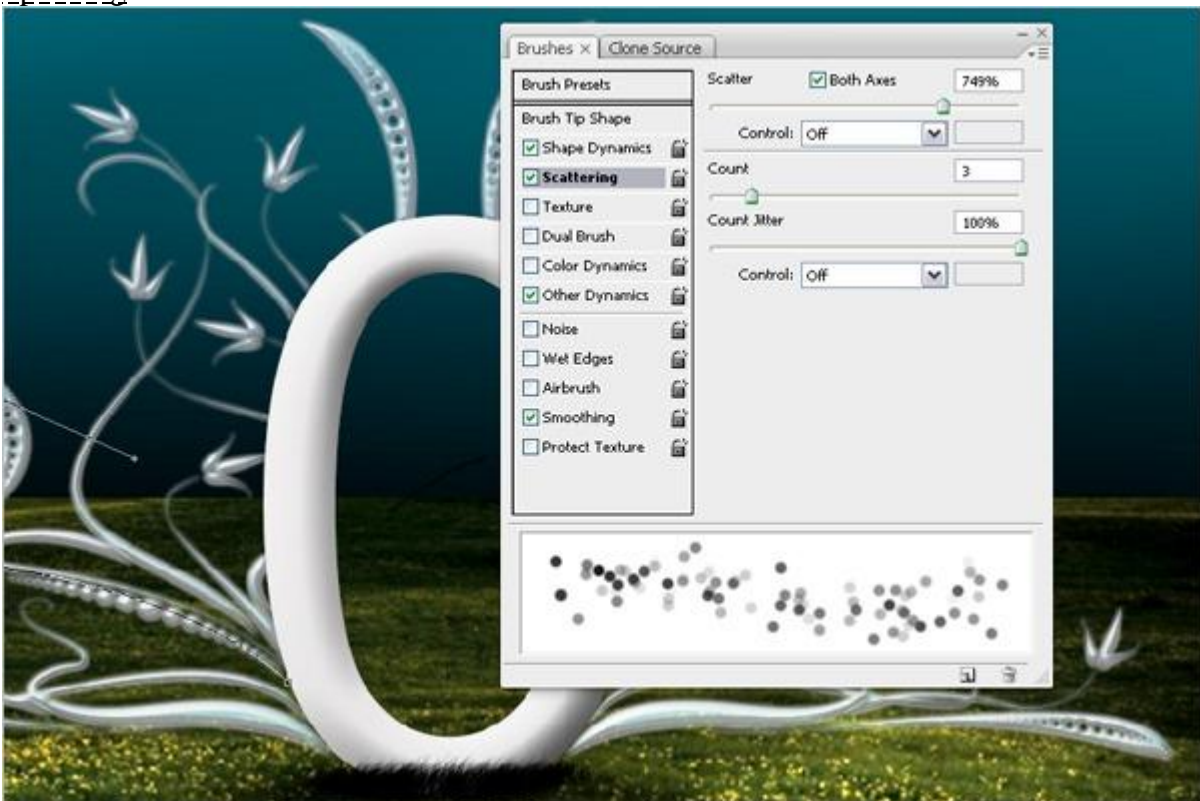 Brushes × Clone Source
Brush Presets
Brush Tip Shape
Shape Dynamics
Scattering
Texture
Dual Brush
Color Dynamics
Other Dynamics
Noise
Wet Edges
Airbrush
Smoothing
Protect Texture
Scatter Both Axes 749%
Control: Off
Count 3
Count Jitter 100%
Control: Off